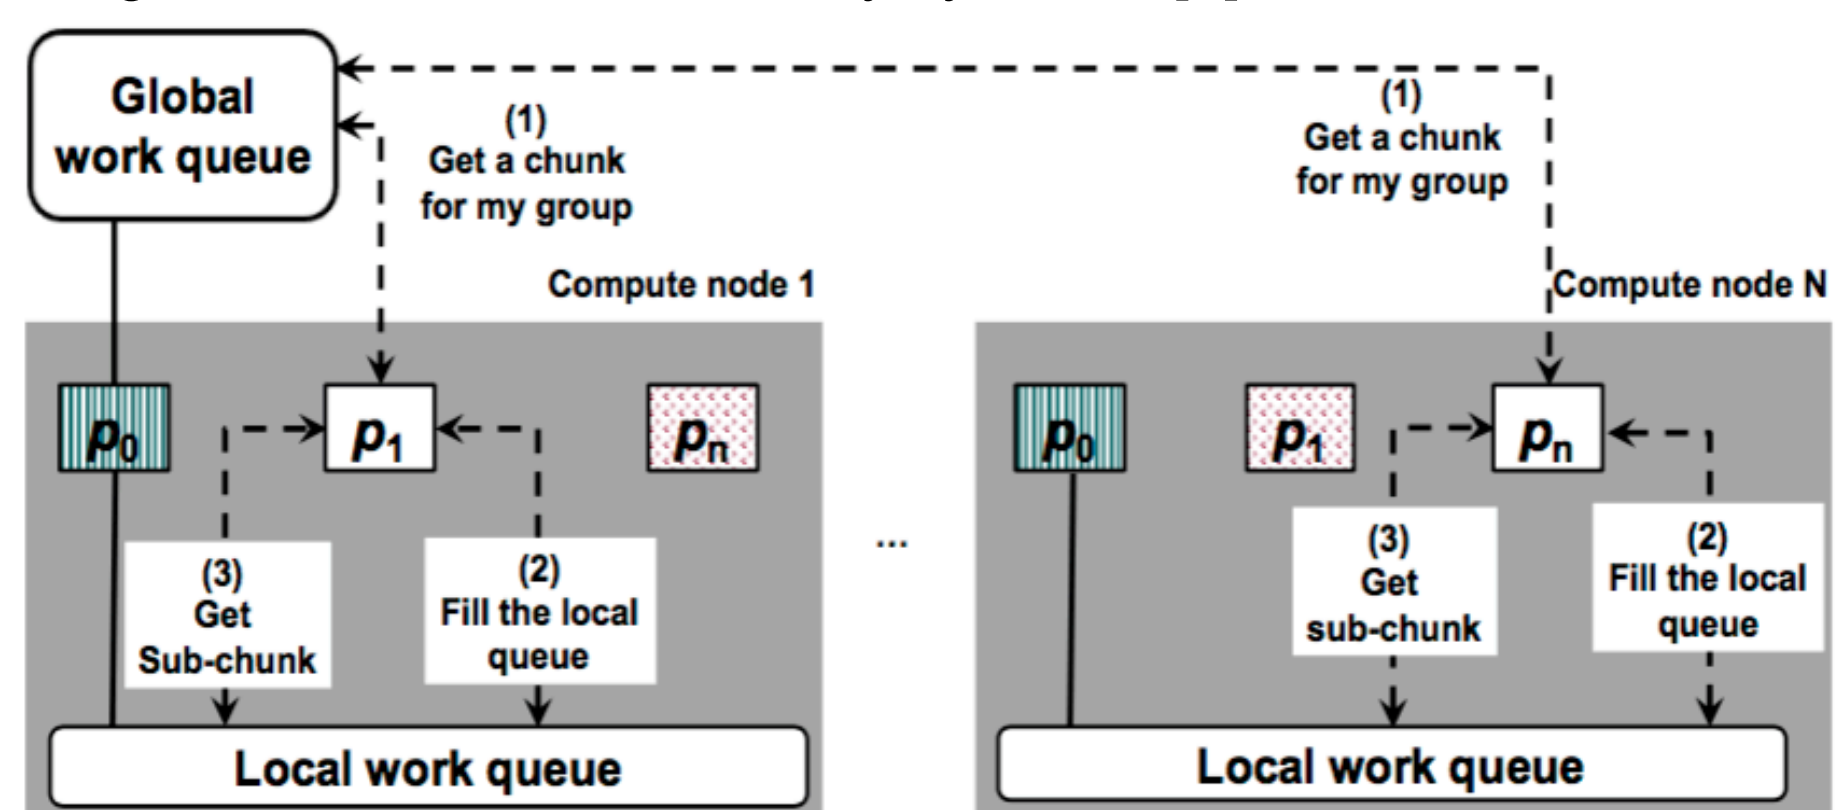 Global
work queue
(1)
Get a chunk
for my group
(1)
Get a chunk
for my group
Compute node 1
Compute node N
p0
p1
pn
p0
p1
pn
(3)
Get
Sub-chunk
(2)
Fill the local
queue
...
(3)
Get
sub-chunk
(2)
Fill the local
queue
Local work queue
Local work queue